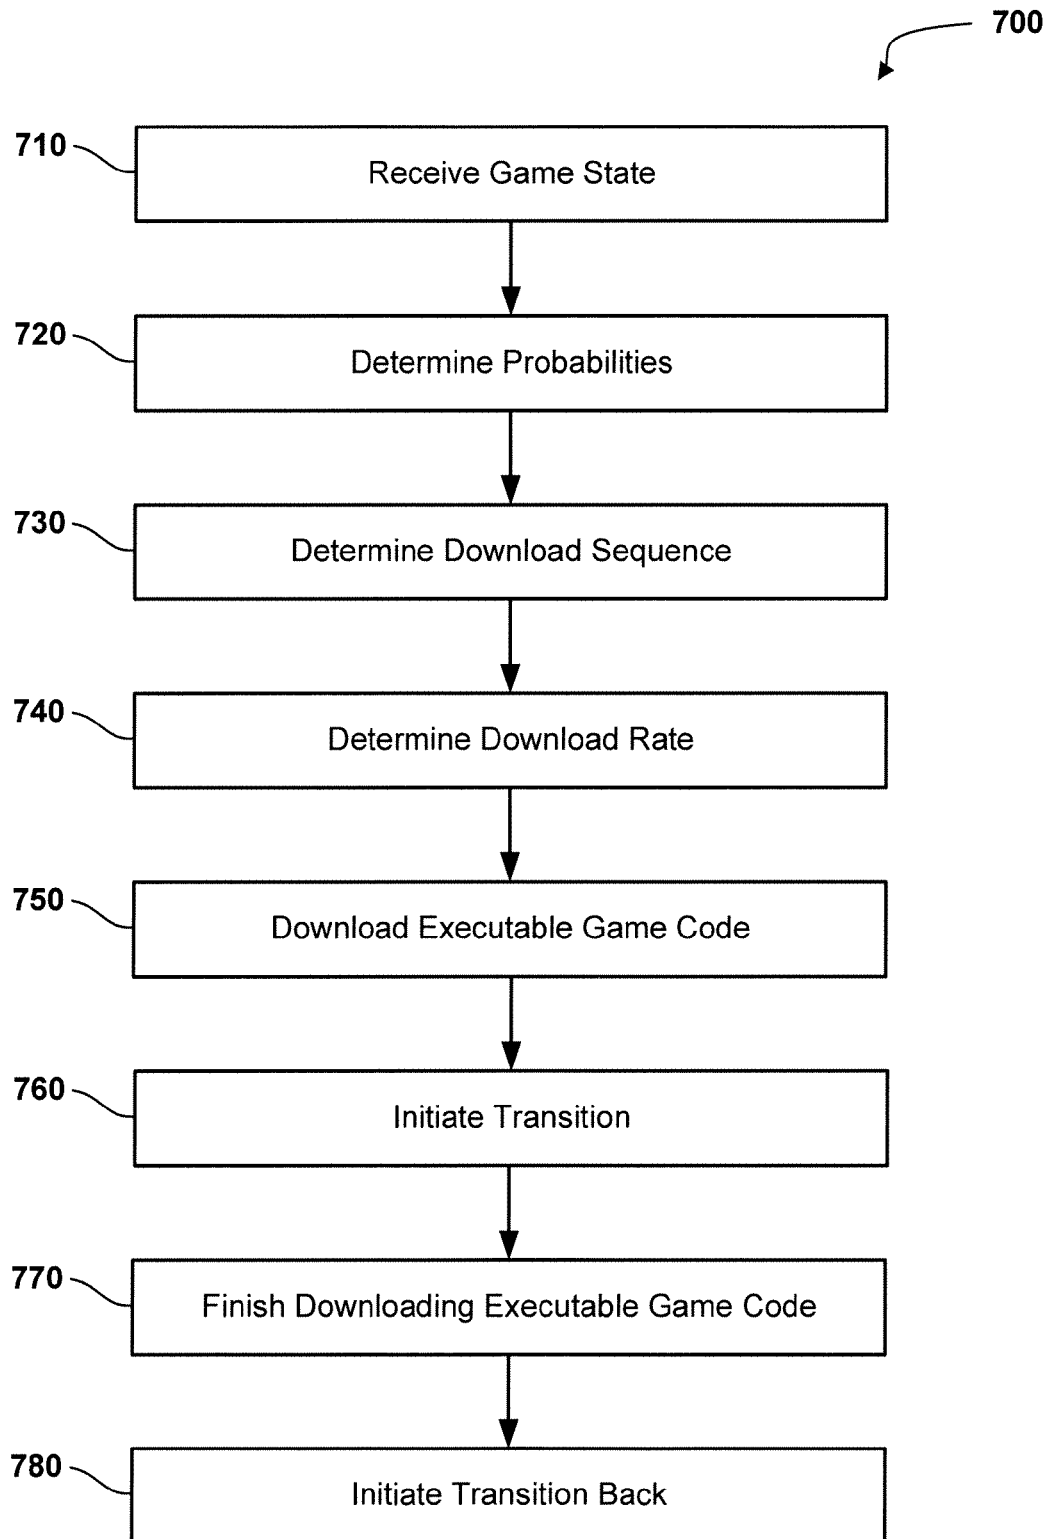 700
710
Receive Game State
720
Determine Probabilities
730
Determine Download Sequence
740
Determine Download Rate
750
Download Executable Game Code
760
Initiate Transition
770
Finish Downloading Executable Game Code
780
Initiate Transition Back